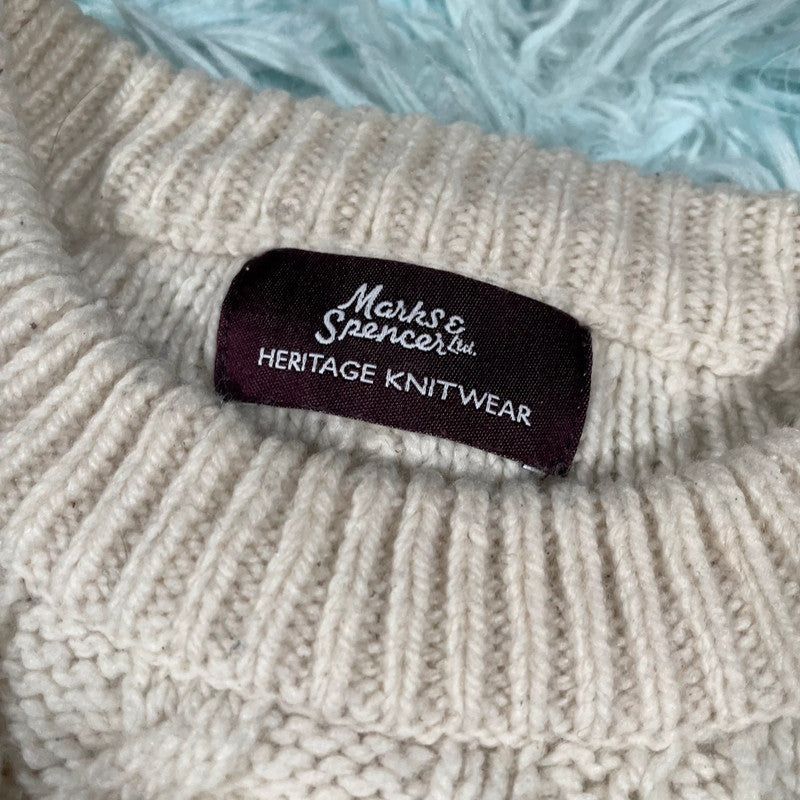 Marks &
Spencer Ltd.
HERITAGE KNITWEAR